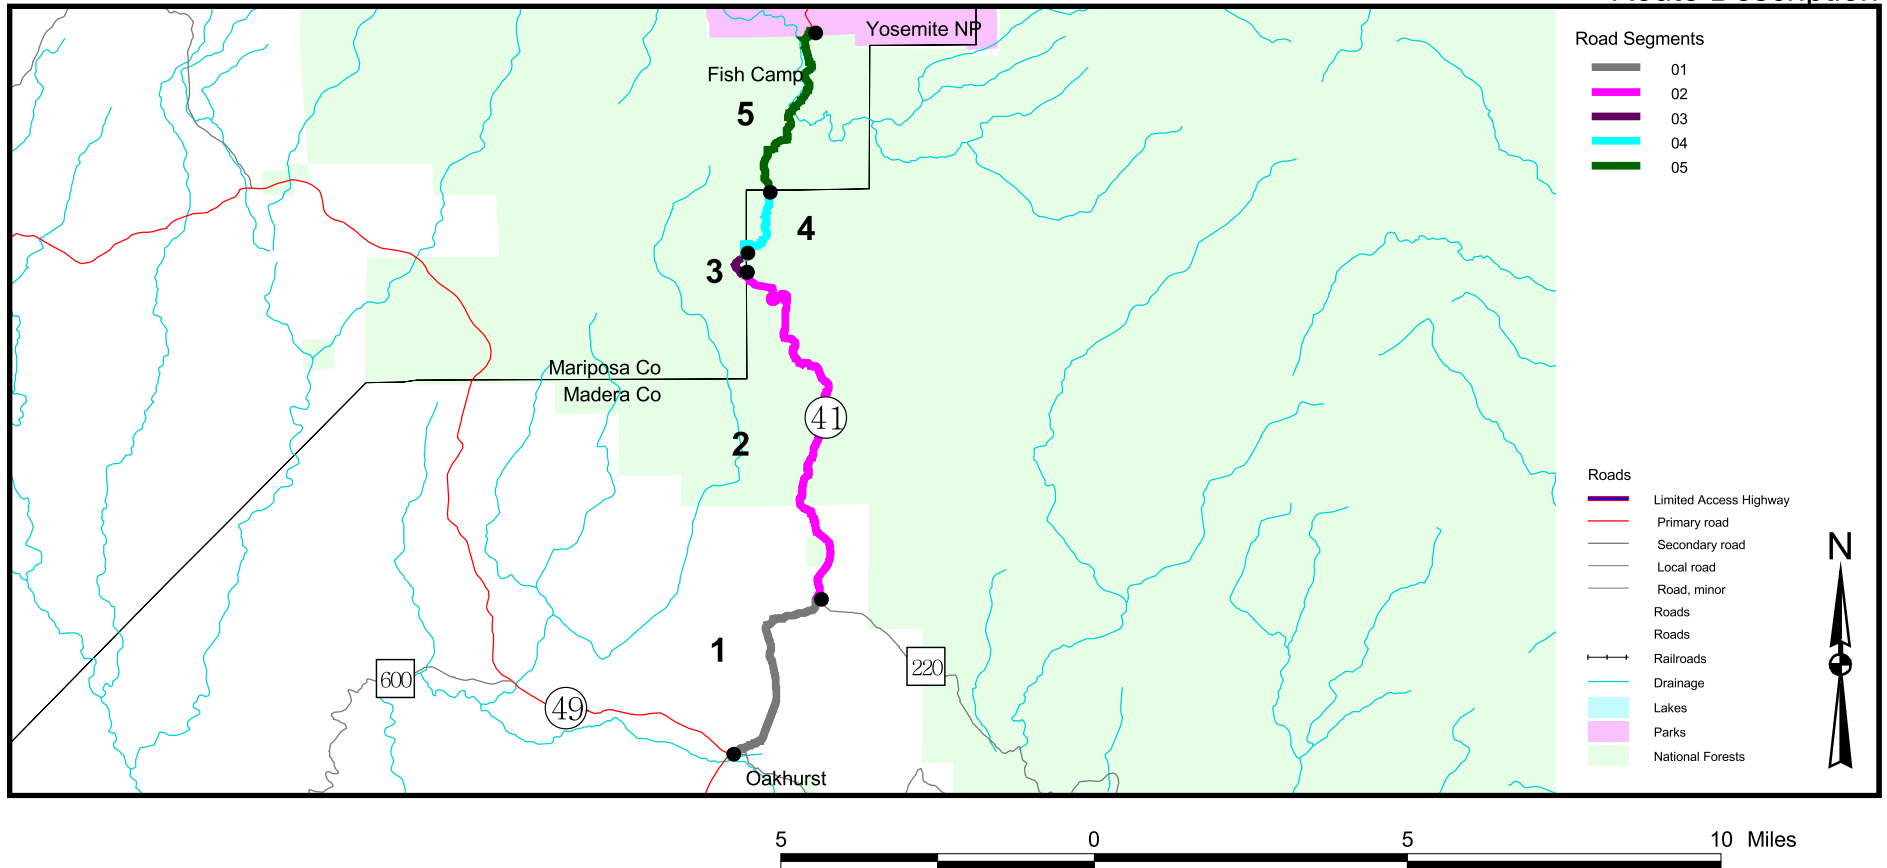 Route Description
Yosemite NP
Road Segments
Fish Camp
01
02
03
04
05
5
4
3
Mariposa Co
Madera Co
41
2
Roads
Limited Access Highway
Primary road
Secondary road
Local road
Road, minor
Roads
Roads
Railroads
Drainage
Lakes
Parks
National Forests
N
1
600
220
49
Oakhurst
5 0 5 10 Miles